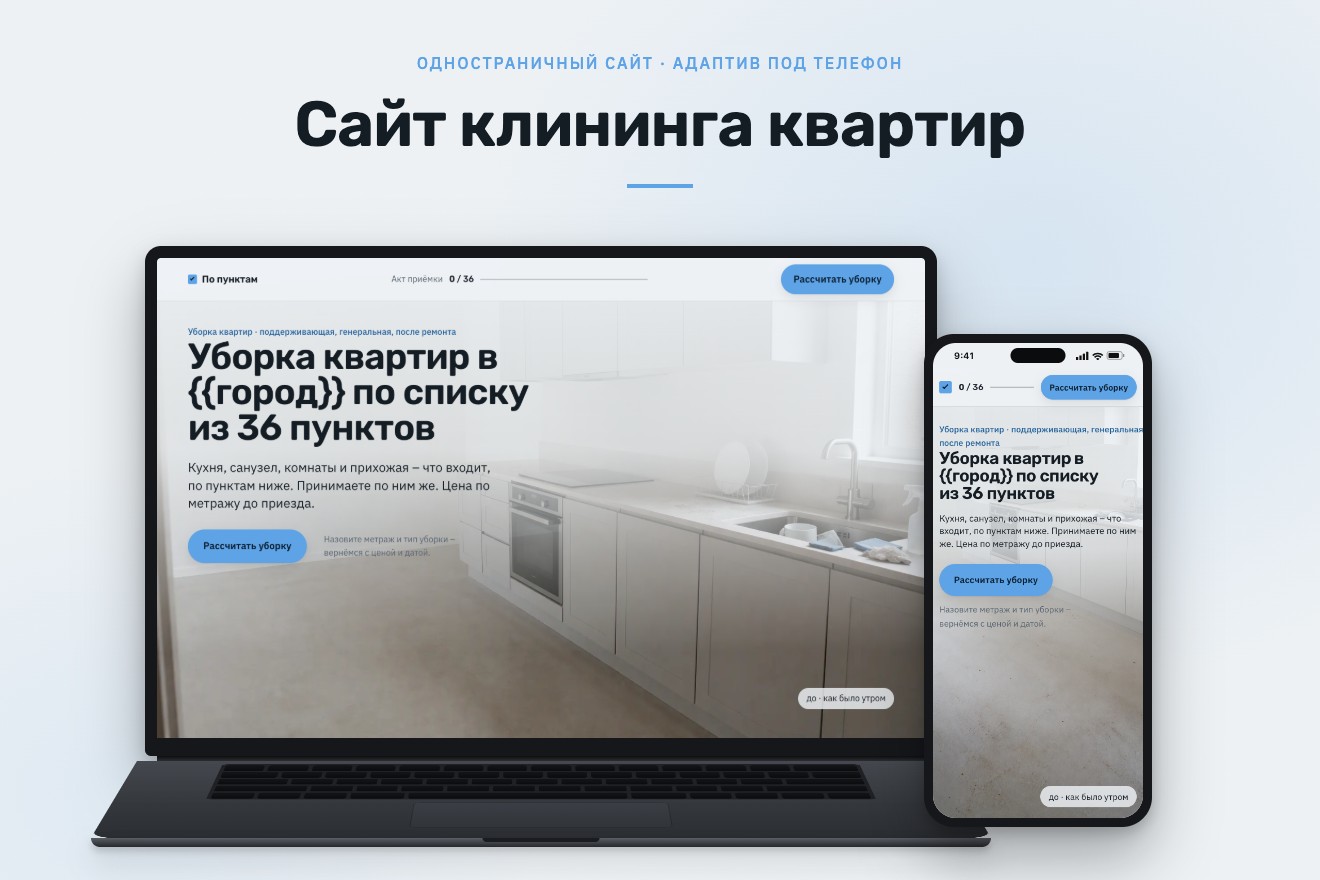 ОДНОСТРАНИЧНЫЙ САЙТ · АДАПТИВ ПОД ТЕЛЕФОН
Сайт клининга квартир
По пунктам
Акт приёмки 0 / 36
Рассчитать уборку
Уборка квартир · поддерживающая, генеральная, после ремонта
Уборка квартир в
{{город}} по списку
из 36 пунктов
Кухня, санузел, комнаты и прихожая – что входит,
по пунктам ниже. Принимаете по ним же. Цена по
метражу до приезда.
Рассчитать уборку
Назовите метраж и тип уборки –
вернёмся с ценой и датой.
до · как было утром
9:41
0 / 36
Рассчитать уборку
Уборка квартир · поддерживающая, генеральная
после ремонта
Уборка квартир в
{{город}} по списку
из 36 пунктов
Кухня, санузел, комнаты и прихожая – что
входит, по пунктам ниже. Принимаете по ним
же. Цена по метражу до приезда.
Рассчитать уборку
Назовите метраж и тип уборки –
вернёмся с ценой и датой.
до · как было утром